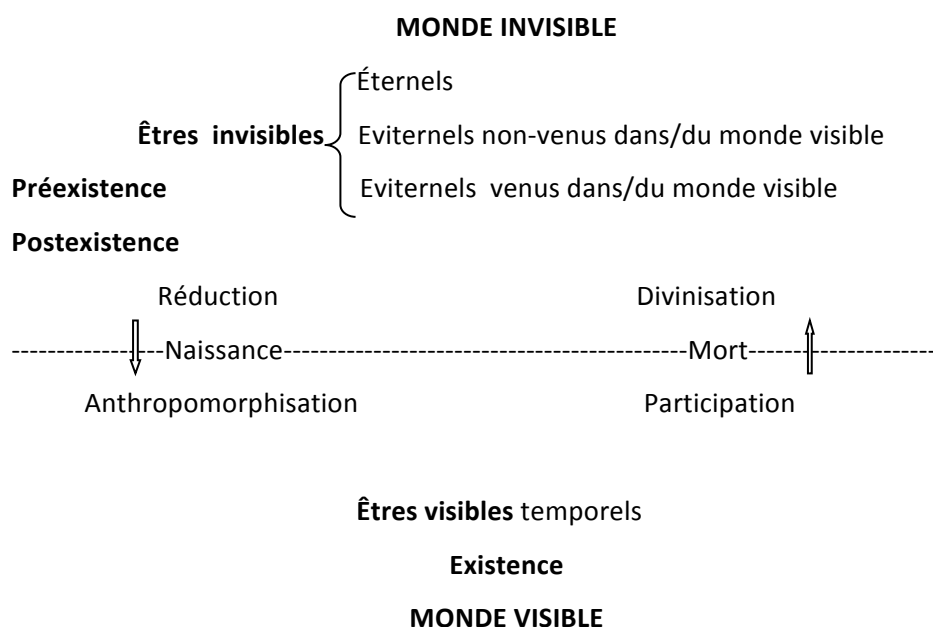 MONDE INVISIBLE
Éternels
Êtres invisibles Eviternels non-venus dans/du monde visible
Préexistence Eviternels venus dans/du monde visible
Postexistence
Réduction Divinisation
Naissance Mort
Anthropomorphisation Participation
Êtres visibles temporels
Existence
MONDE VISIBLE